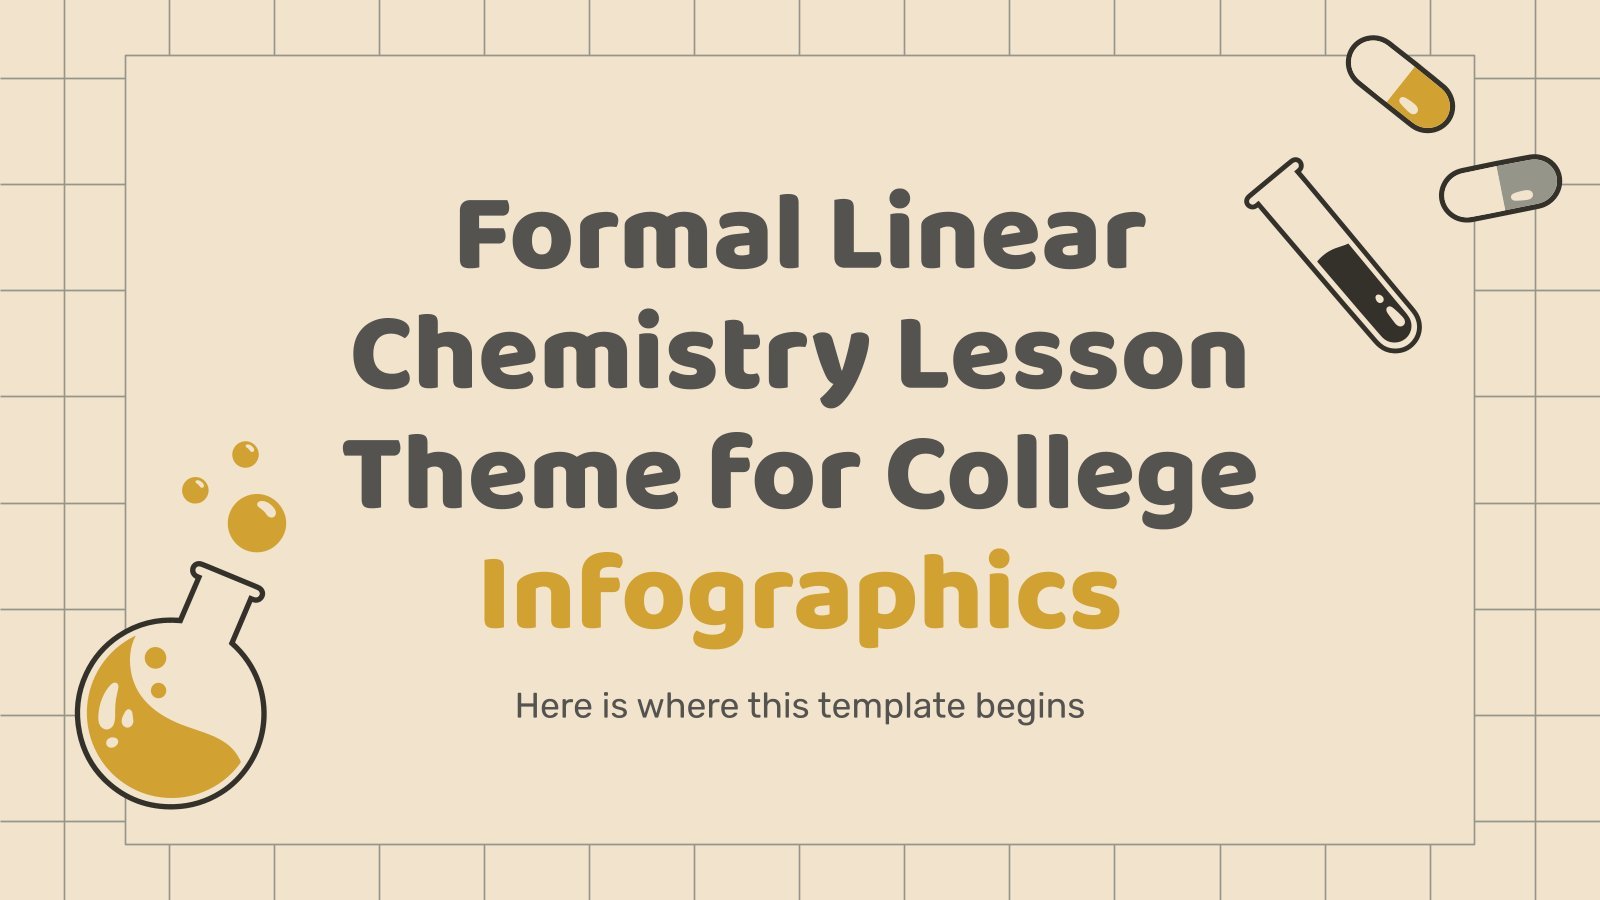 Formal Linear
Chemistry Lesson
Theme for College
Infographics
Here is where this template begins